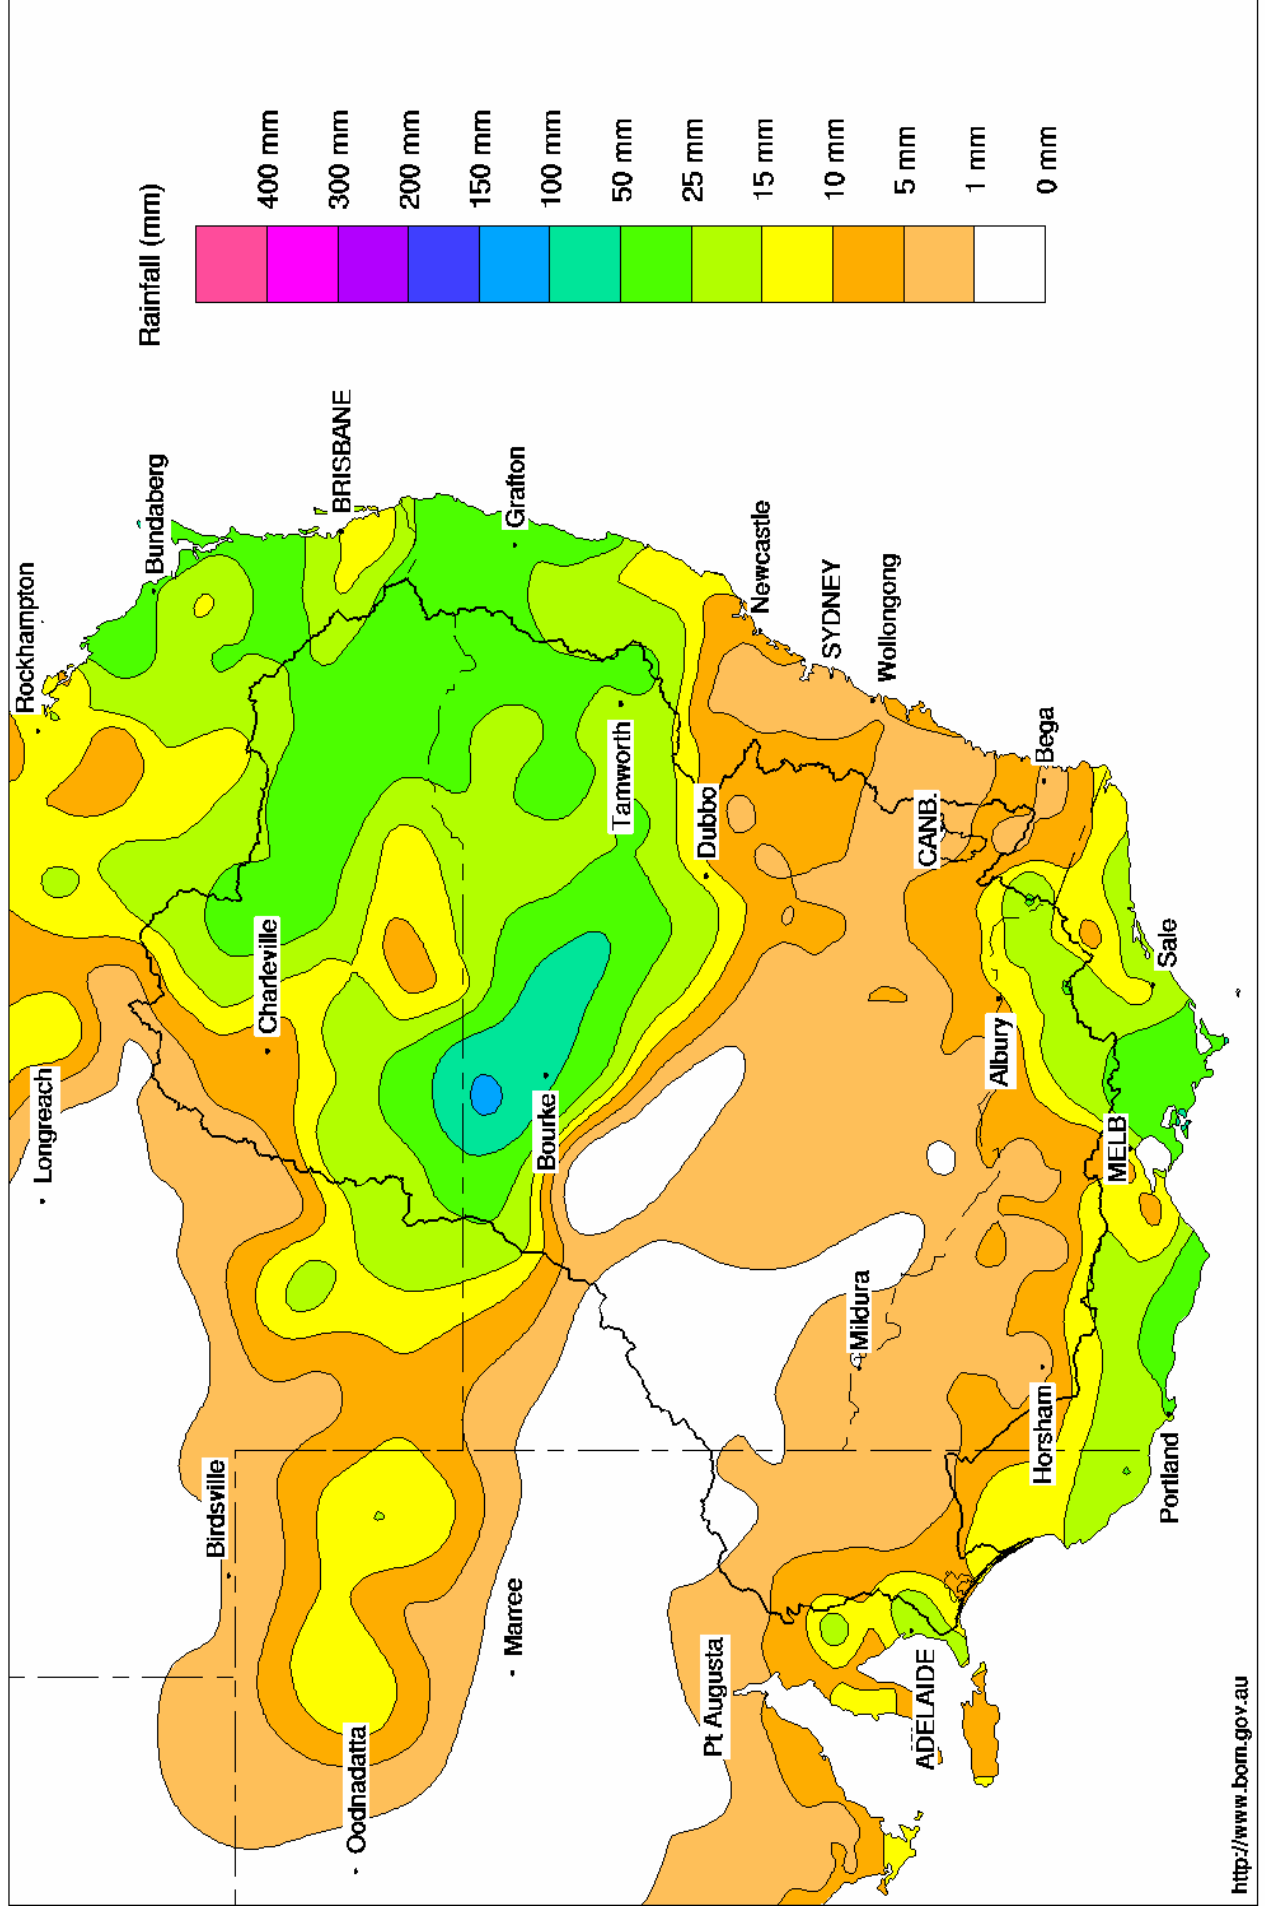 Rockhampton
Longreach
Bundaberg
Birdsville
Charleville
BRISBANE
Oodnadatta
Marree
Bourke
Grafton
Tamworth
Pt Augusta
Dubbo
Newcastle
Mildura
SYDNEY
Wollongong
ADELAIDE
CANB.
Albury
Horsham
Bega
MELB
Portland
Sale
Rainfall (mm)
400 mm
300 mm
200 mm
150 mm
100 mm
50 mm
25 mm
15 mm
10 mm
5 mm
1 mm
0 mm
http://www.bom.gov.au